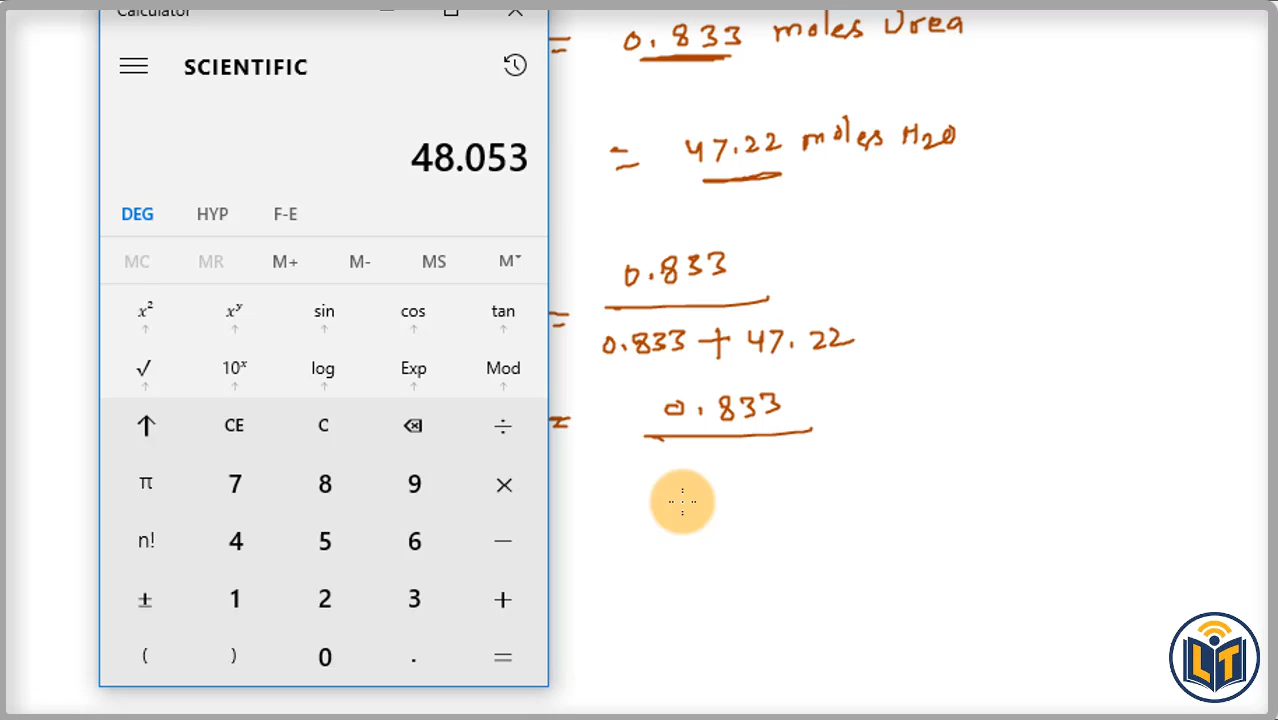 Calculator
SCIENTIFIC
48.053
DEG HYP F-E
MC MR M+ M- MS M˅
x² xʸ sin cos tan
√ 10ˣ log Exp Mod
↑ CE C ⌫ ÷
π 7 8 9 ×
n! 4 5 6 −
± 1 2 3 +
( ) 0 . =
= 0.833 moles Urea
= 47.22 moles H2O
= 0.833
0.833 + 47.22
= 0.833
LT